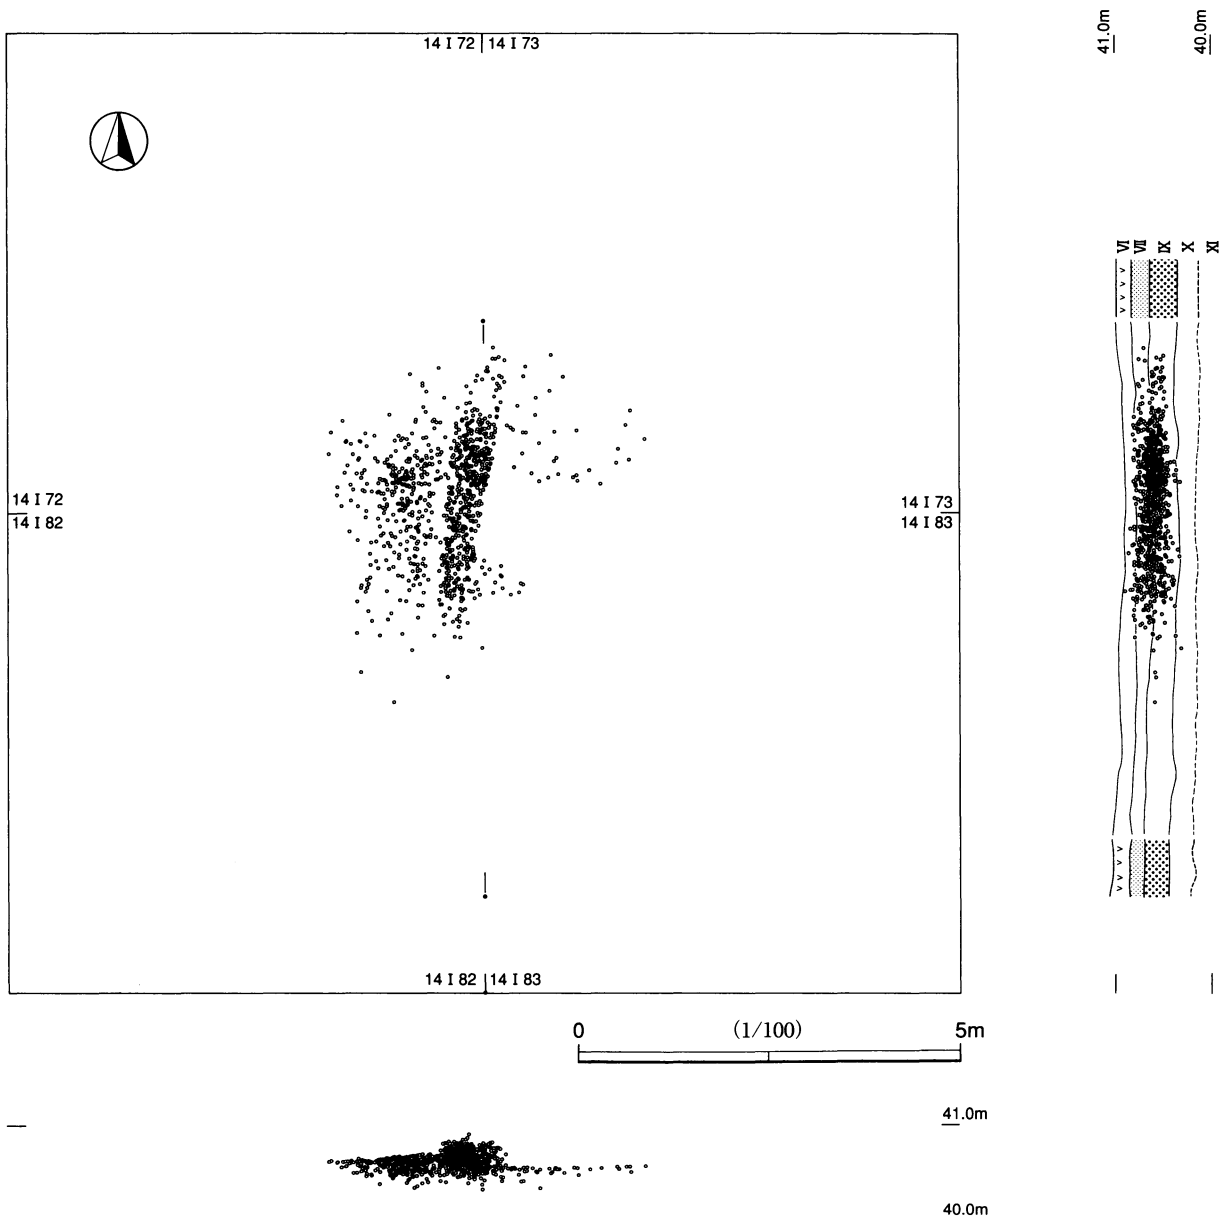 14 I 72 14 I 73
41.0m 40.0m
VI VII IX X XI
14 I 72
14 I 82
14 I 73
14 I 83
14 I 82 14 I 83
0 (1/100) 5m
41.0m
40.0m